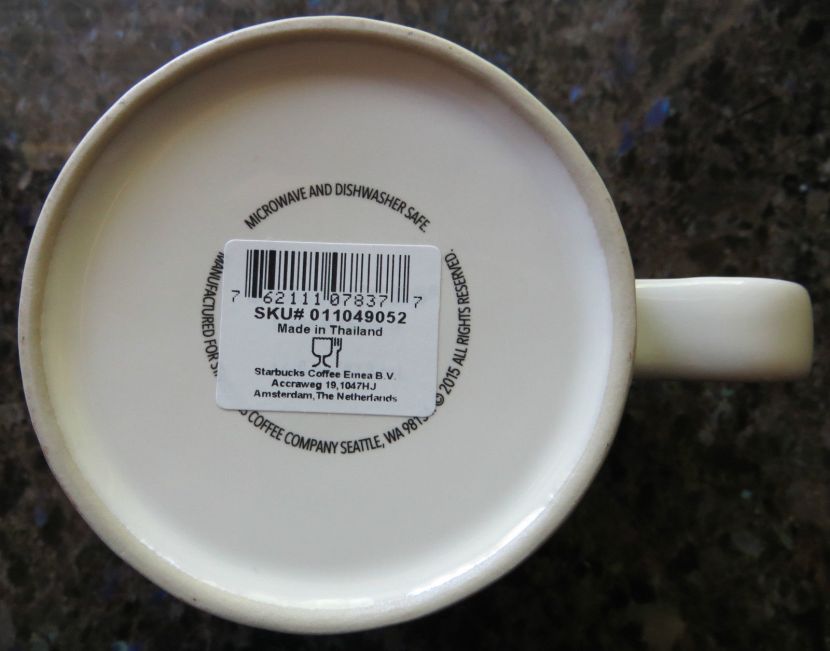 MICROWAVE AND DISHWASHER SAFE.
MANUFACTURED FOR
COFFEE COMPANY SEATTLE, WA
© 2015 ALL RIGHTS RESERVED.
7 62111 07837 7
SKU# 011049052
Made in Thailand
Starbucks Coffee Emea B.V.
Accraweg 19,1047HJ
Amsterdam,The Netherlands